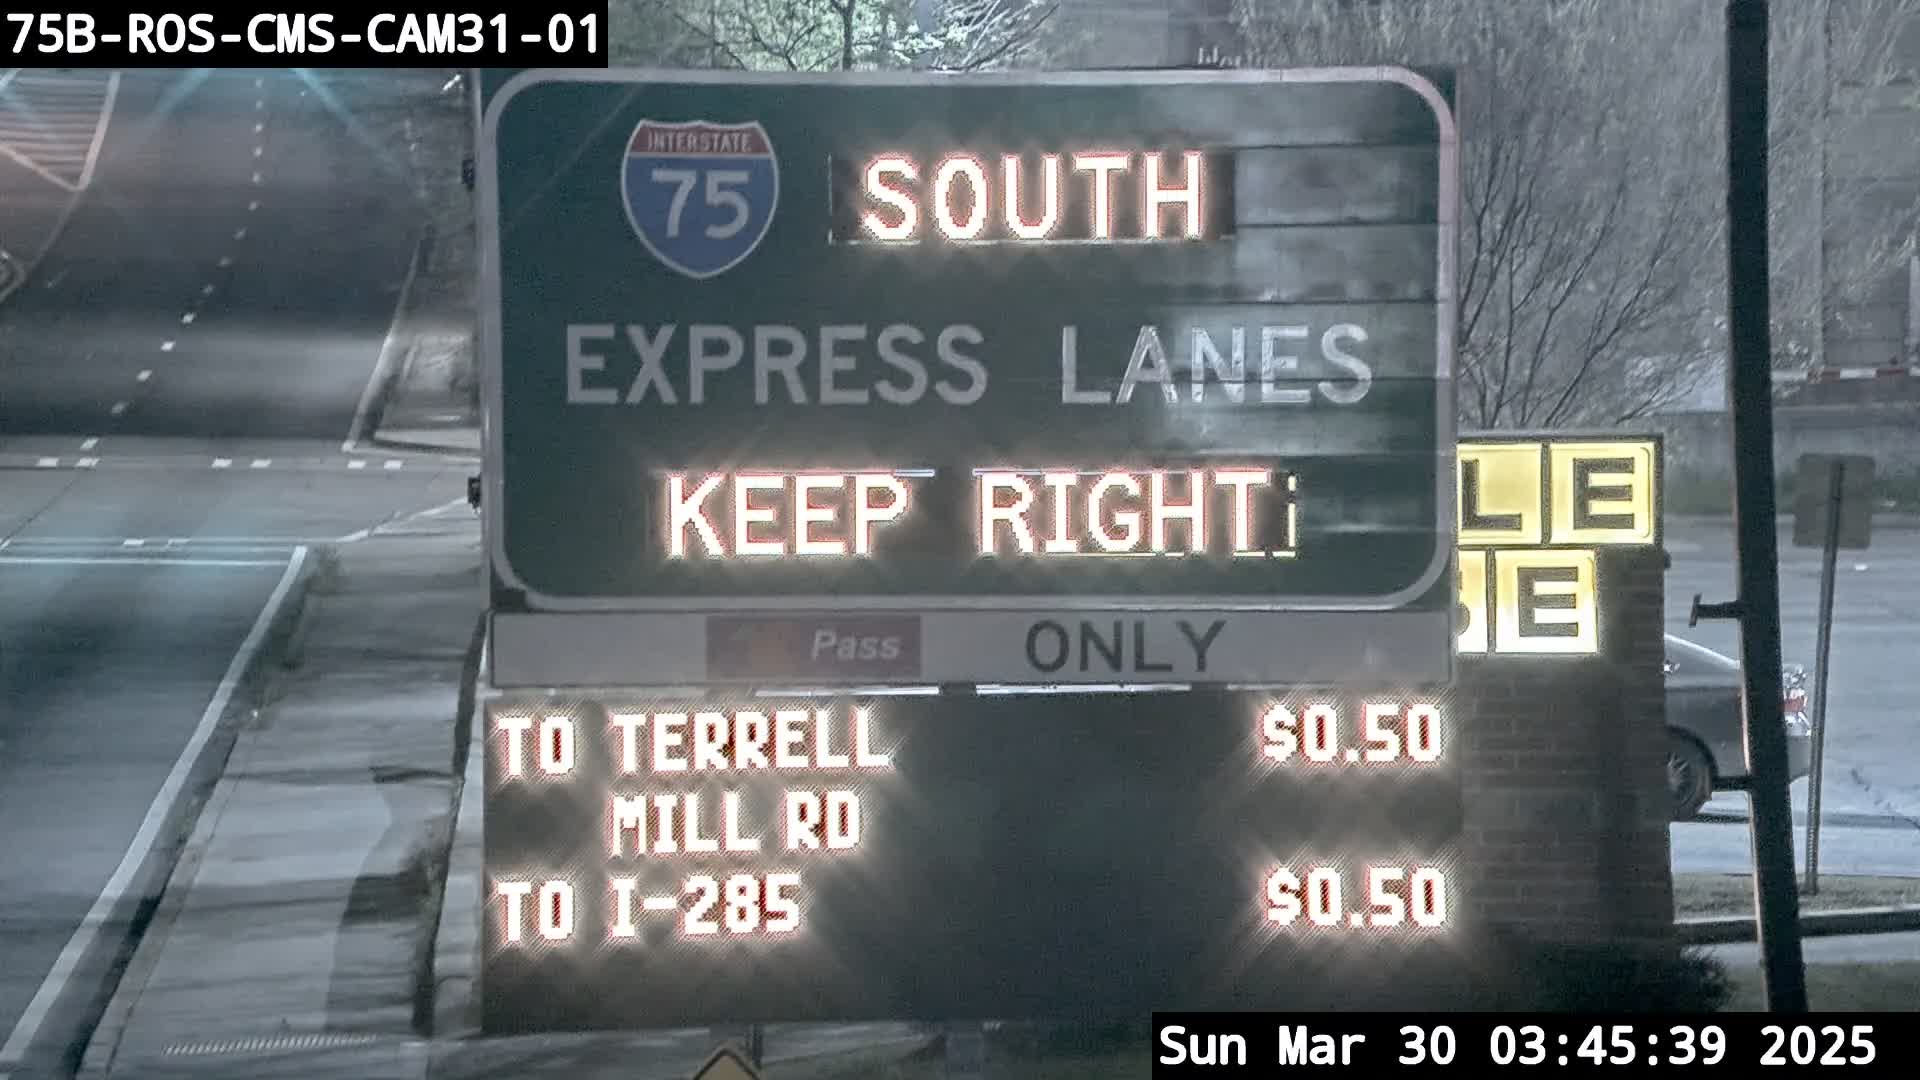 75B-ROS-CMS-CAM31-01
INTERSTATE
75
SOUTH
EXPRESS LANES
KEEP RIGHT
Pass ONLY
TO TERRELL $0.50
MILL RD
TO I-285 $0.50
LE
E
Sun Mar 30 03:45:39 2025